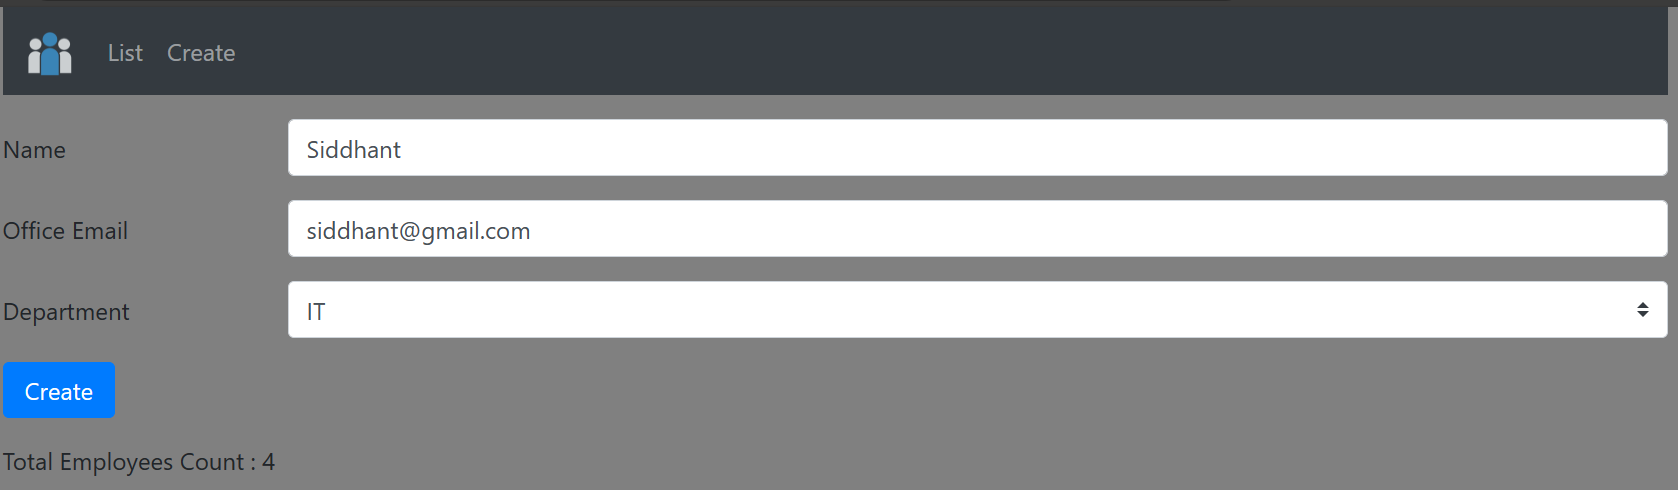 List Create
Name Siddhant
Office Email siddhant@gmail.com
Department IT
Create
Total Employees Count : 4